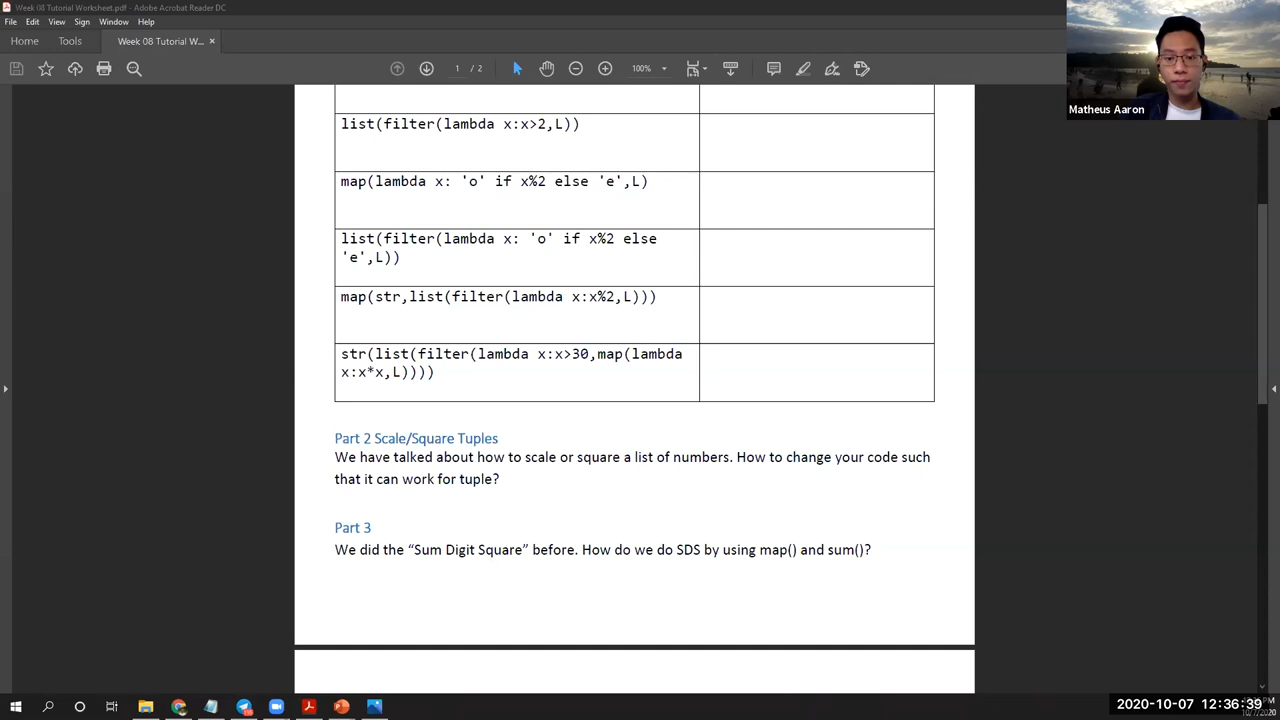 Week 08 Tutorial Worksheet.pdf - Adobe Acrobat Reader DC
File Edit View Sign Window Help
Home Tools Week 08 Tutorial W... ×
1 / 2 100%
Matheus Aaron
list(filter(lambda x:x>2,L))
map(lambda x: 'o' if x%2 else 'e',L)
list(filter(lambda x: 'o' if x%2 else
'e',L))
map(str,list(filter(lambda x:x%2,L)))
str(list(filter(lambda x:x>30,map(lambda
x:x*x,L))))
Part 2 Scale/Square Tuples
We have talked about how to scale or square a list of numbers. How to change your code such
that it can work for tuple?
Part 3
We did the “Sum Digit Square” before. How do we do SDS by using map() and sum()?
2020-10-07 12:36:39